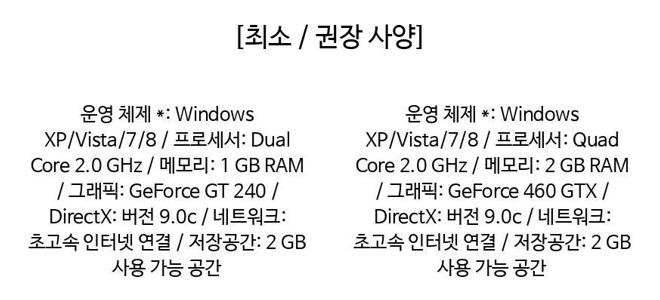 [최소 / 권장 사양]
운영 체제 *: Windows
XP/Vista/7/8 / 프로세서: Dual
Core 2.0 GHz / 메모리: 1 GB RAM
/ 그래픽: GeForce GT 240 /
DirectX: 버전 9.0c / 네트워크:
초고속 인터넷 연결 / 저장공간: 2 GB
사용 가능 공간
운영 체제 *: Windows
XP/Vista/7/8 / 프로세서: Quad
Core 2.0 GHz / 메모리: 2 GB RAM
/ 그래픽: GeForce 460 GTX /
DirectX: 버전 9.0c / 네트워크:
초고속 인터넷 연결 / 저장공간: 2 GB
사용 가능 공간